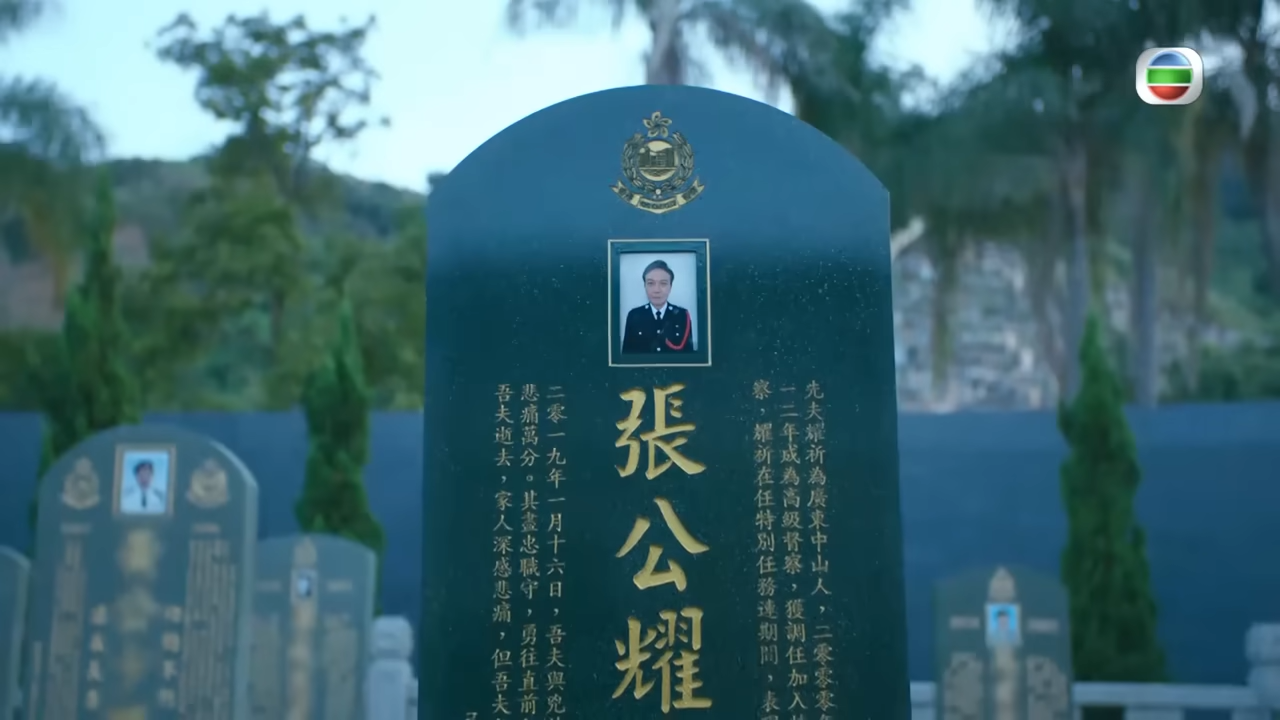 先夫耀祈為廣東中山人，二零零零年
一二年成為高級督察，獲調任加入
察，耀祈在任特別任務連期間，表
張公耀
二零一九年一月十六日，吾夫與兇
悲痛萬分。其盡忠職守，勇往直前
吾夫逝去，家人深感悲痛，但吾夫